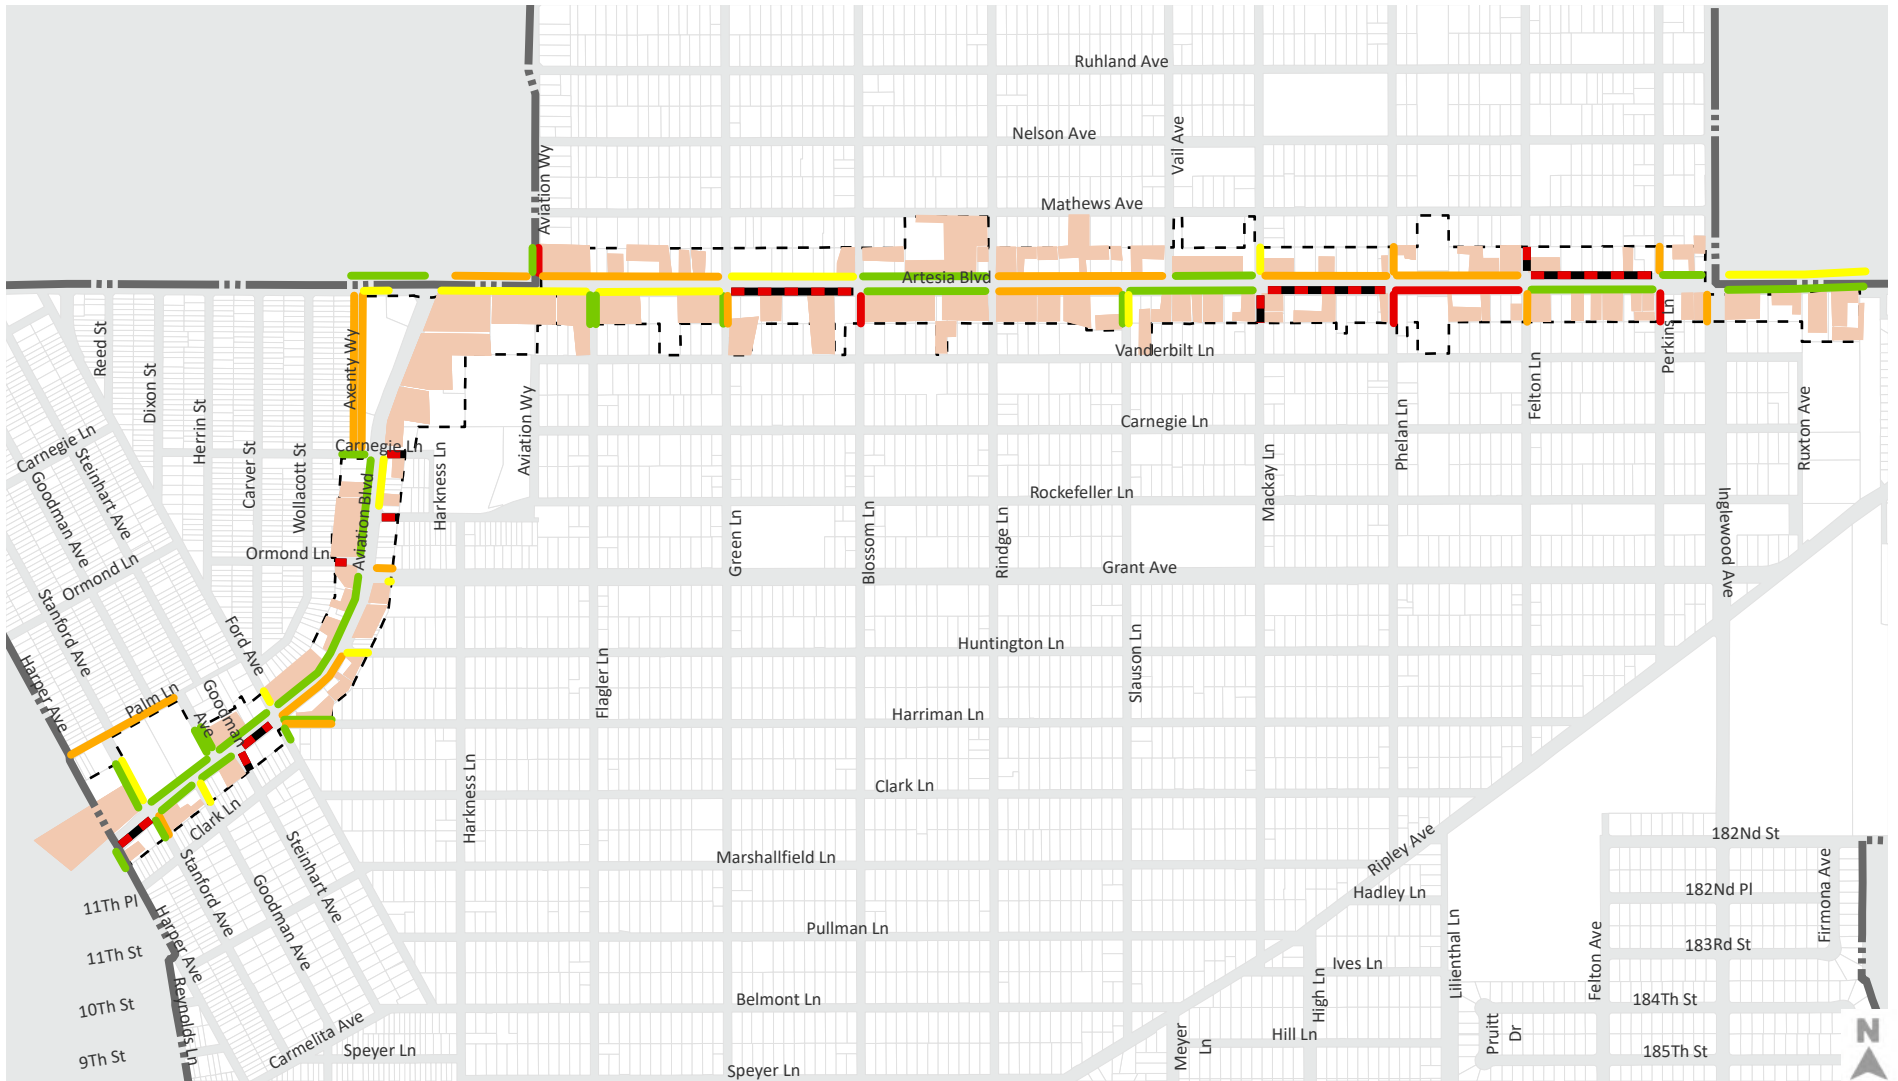 Ruhland Ave
Nelson Ave
Vail Ave
Aviation Wy
Mathews Ave
Artesia Blvd
Reed St
Dixon St
Herrin St
Carver St
Wollacott St
Axenty Wy
Carnegie Ln
Harkness Ln
Aviation Wy
Vanderbilt Ln
Carnegie Ln
Rockefeller Ln
Felton Ln
Perkins Ln
Phelan Ln
Mackay Ln
Ruxton Ave
Inglewood Ave
Carnegie Ln
Steinhart Ave
Goodman Ave
Ormond Ln
Stanford Ave
Harper Ave
Ormond Ln
Aviation Blvd
Green Ln
Blossom Ln
Rindge Ln
Grant Ave
Huntington Ln
Ford Ave
Palm Ln
Goodman
Ave
Flagler Ln
Slauson Ln
Harriman Ln
Harkness Ln
Clark Ln
Clark Ln
Marshallfield Ln
Steinhart Ave
Stanford Ave
Goodman Ave
Ripley Ave
Hadley Ln
182Nd St
182Nd Pl
183Rd St
184Th St
185Th St
Firmona Ave
Felton Ave
Lilienthal Ln
11Th Pl
11Th St
10Th St
9Th St
Harper Ave
Reynolds Ln
Pullman Ln
Ives Ln
High Ln
Hill Ln
Belmont Ln
Carmelita Ave
Speyer Ln
Speyer Ln
Meyer
Ln
Pruitt
Dr
N